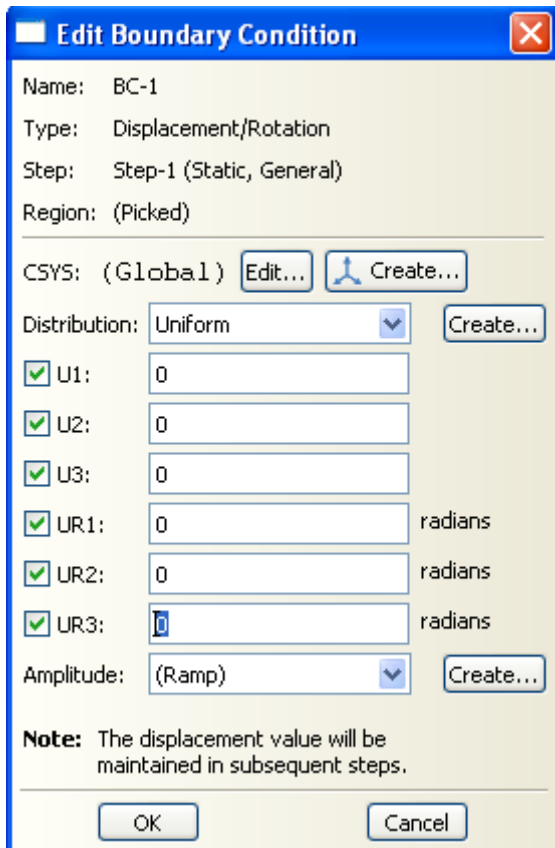 Edit Boundary Condition
Name: BC-1
Type: Displacement/Rotation
Step: Step-1 (Static, General)
Region: (Picked)
CSYS: (Global) Edit... Create...
Distribution: Uniform Create...
U1: 0
U2: 0
U3: 0
UR1: 0 radians
UR2: 0 radians
UR3: 0 radians
Amplitude: (Ramp) Create...
Note: The displacement value will be
maintained in subsequent steps.
OK Cancel